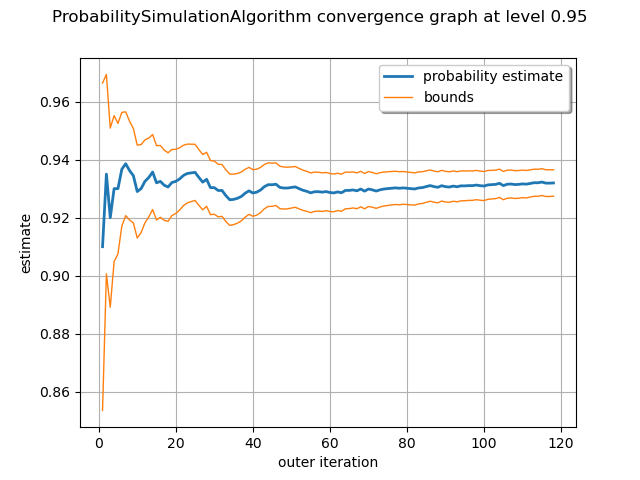 ProbabilitySimulationAlgorithm convergence graph at level 0.95
probability estimate
bounds
0.96
0.94
0.92
0.90
0.88
0.86
estimate
0
20
40
60
80
100
120
outer iteration